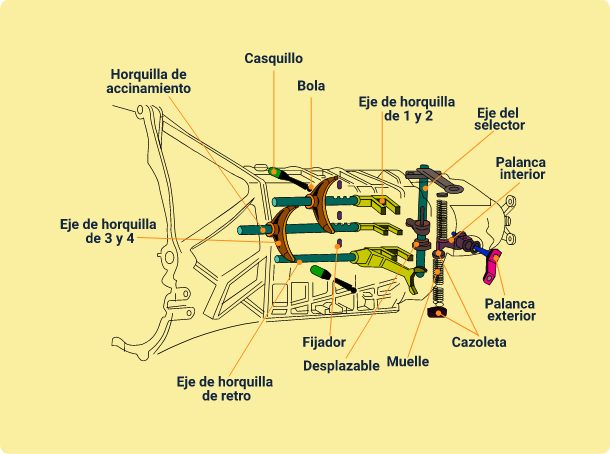 Casquillo
Horquilla de
accinamiento
Bola
Eje de horquilla
de 1 y 2
Eje del
selector
Palanca
interior
Eje de horquilla
de 3 y 4
Palanca
exterior
Fijador
Cazoleta
Desplazable
Muelle
Eje de horquilla
de retro